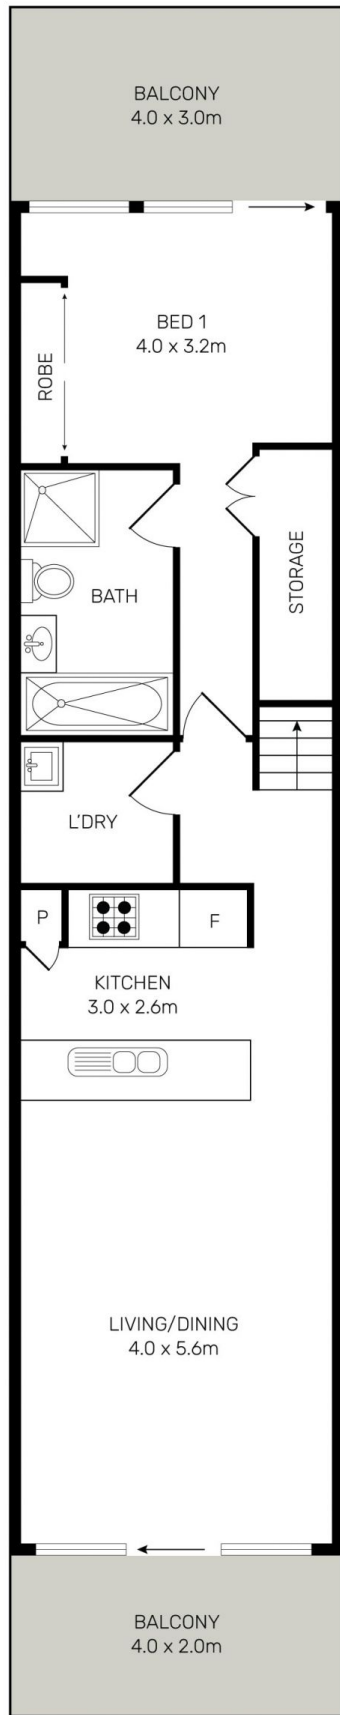 BALCONY
4.0 x 3.0m
BED 1
4.0 x 3.2m
ROBE
BATH
STORAGE
L'DRY
P
F
KITCHEN
3.0 x 2.6m
LIVING/DINING
4.0 x 5.6m
BALCONY
4.0 x 2.0m